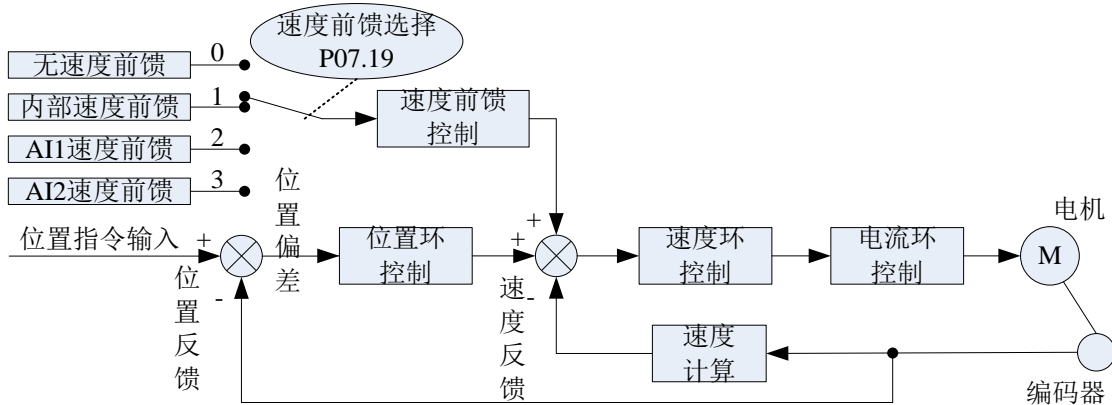 速度前馈选择
P07.19
无速度前馈
0
内部速度前馈
1
AI1速度前馈
2
AI2速度前馈
3
速度前馈
控制
位置指令输入
+
-
位置反馈
位置偏差
位置环
控制
+
+
-
速度反馈
速度环
控制
电流环
控制
电机
M
速度
计算
编码器